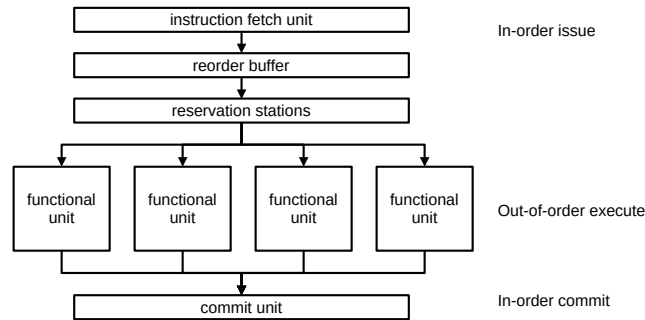 instruction fetch unit
In-order issue
reorder buffer
reservation stations
functional
unit
functional
unit
functional
unit
functional
unit
Out-of-order execute
commit unit
In-order commit